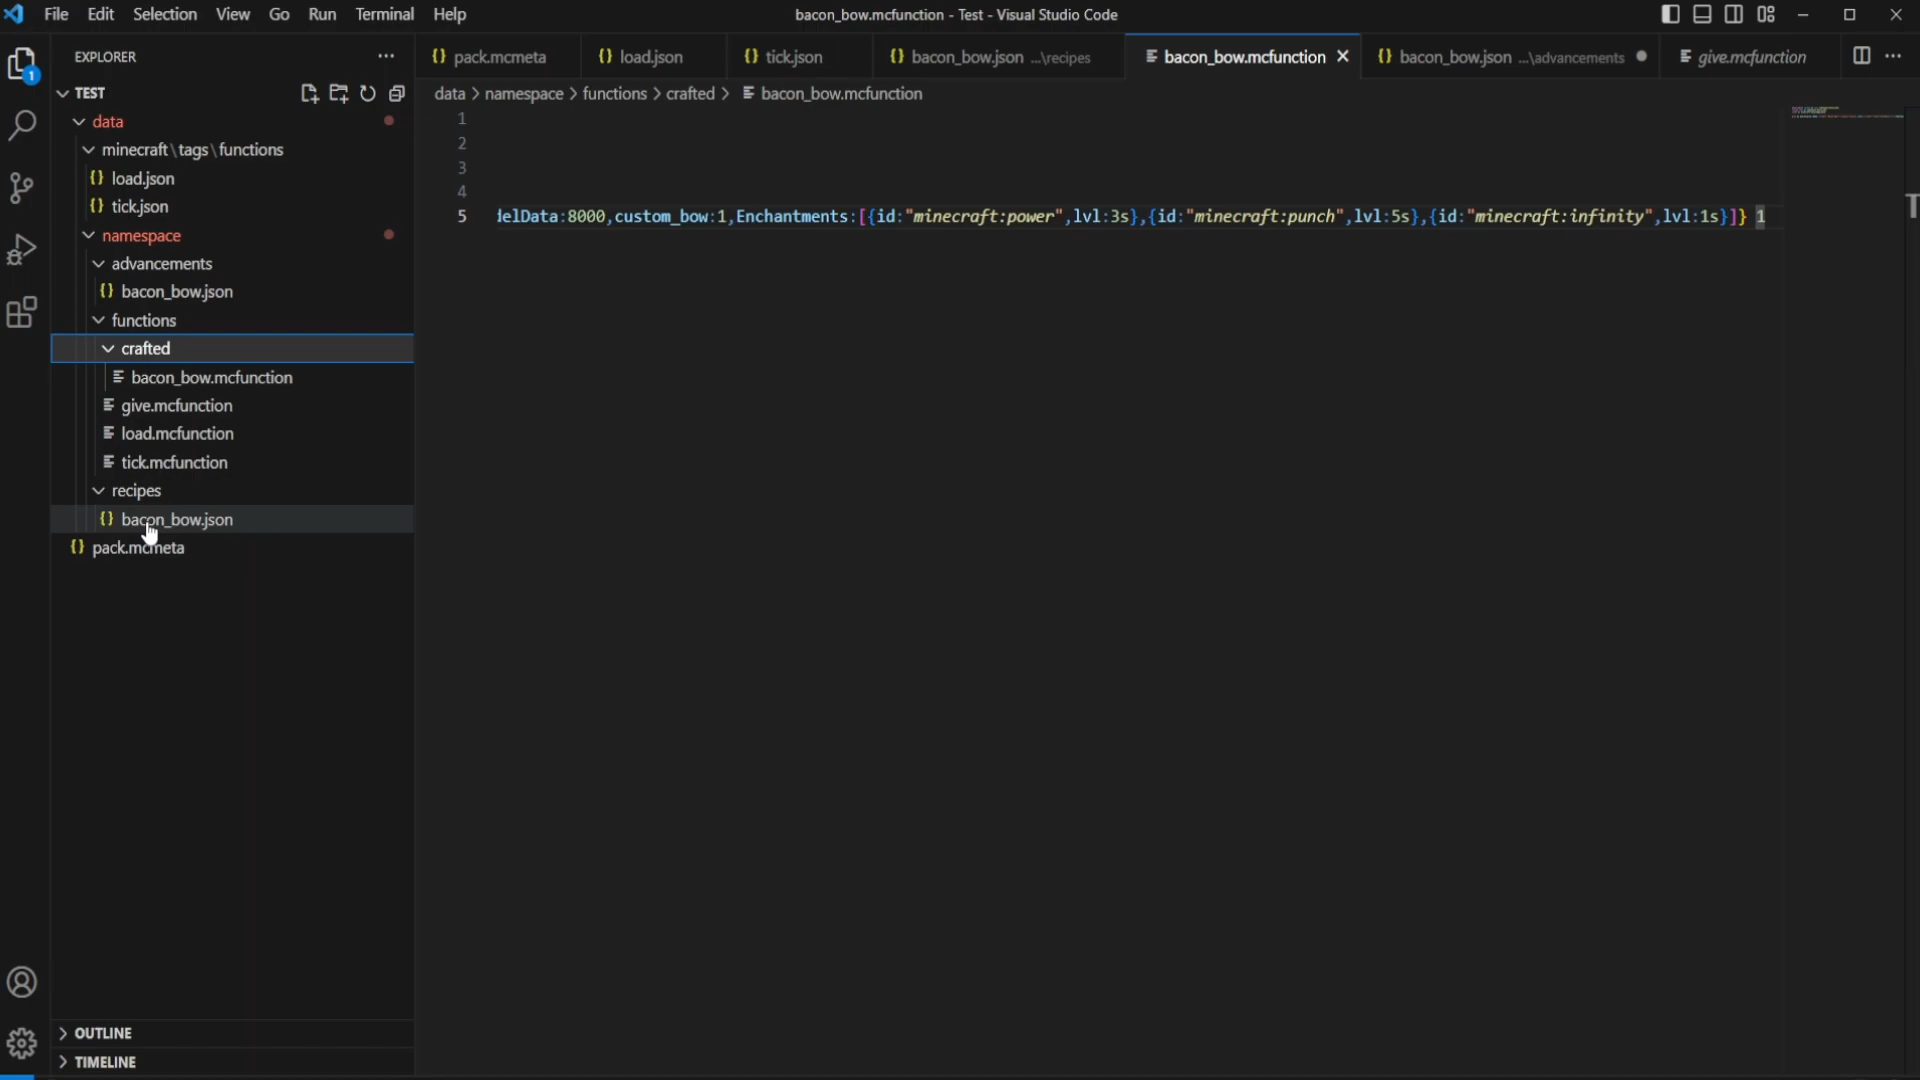 File Edit Selection View Go Run Terminal Help
bacon_bow.mcfunction - Test - Visual Studio Code
EXPLORER
1
TEST
data
minecraft\tags\functions
load.json
tick.json
namespace
advancements
bacon_bow.json
functions
crafted
bacon_bow.mcfunction
give.mcfunction
load.mcfunction
tick.mcfunction
recipes
bacon_bow.json
pack.mcmeta
OUTLINE
TIMELINE
pack.mcmeta load.json tick.json bacon_bow.json ...\recipes bacon_bow.mcfunction bacon_bow.json ...\advancements give.mcfunction
data > namespace > functions > crafted > bacon_bow.mcfunction
1
2
3
4
5 delData:8000,custom_bow:1,Enchantments:[{id:"minecraft:power",lvl:3s},{id:"minecraft:punch",lvl:5s},{id:"minecraft:infinity",lvl:1s}]} 1